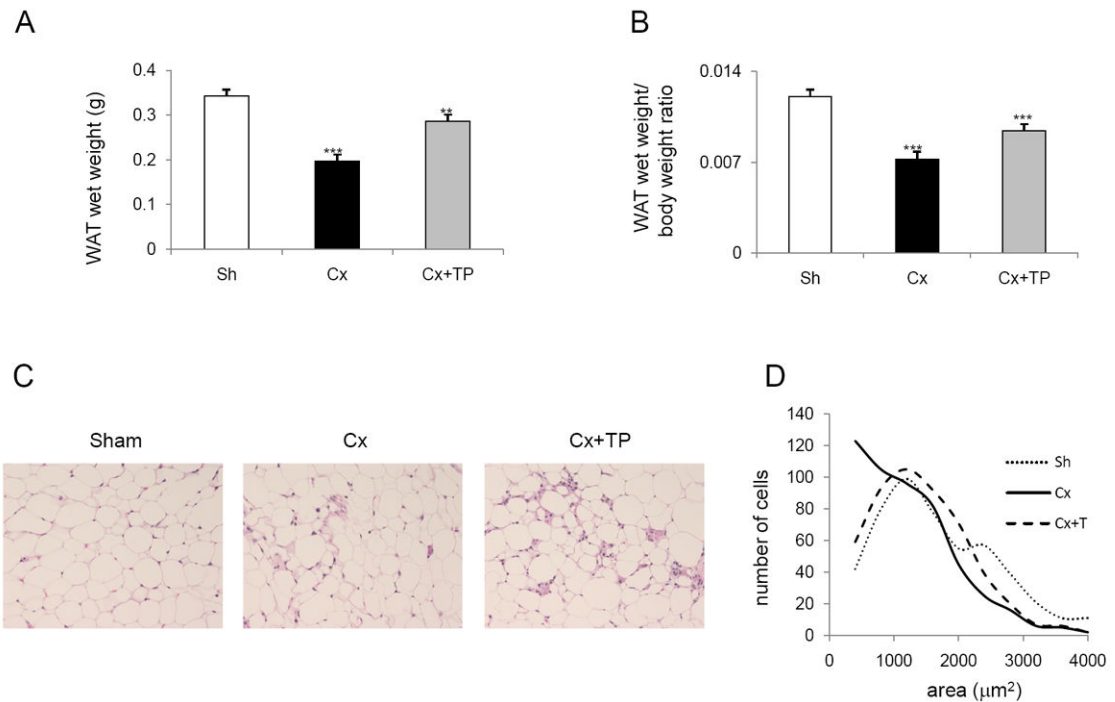 A
WAT wet weight (g)
0.4
0.3
0.2
0.1
0
***
**
Sh Cx Cx+TP
B
WAT wet weight/
body weight ratio
0.014
0.007
0
***
***
Sh Cx Cx+TP
C
Sham Cx Cx+TP
D
number of cells
140
120
100
80
60
40
20
0
Sh
Cx
Cx+T
0 1000 2000 3000 4000
area (µm²)